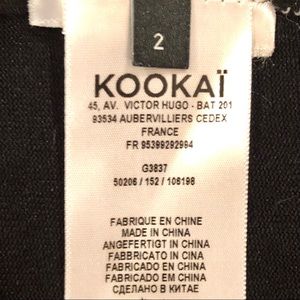 2
KOOKAÏ
45, AV. VICTOR HUGO - BAT 201
93534 AUBERVILLIERS CEDEX
FRANCE
FR 95399292994
G3837
50206 / 152 / 106198
FABRIQUE EN CHINE
MADE IN CHINA
ANGEFERTIGT IN CINA
FABBRICATO IN CINA
FABRICADO EN CHINA
FABRICADO EM CHINA
СДЕЛАНО В КИТАЕ